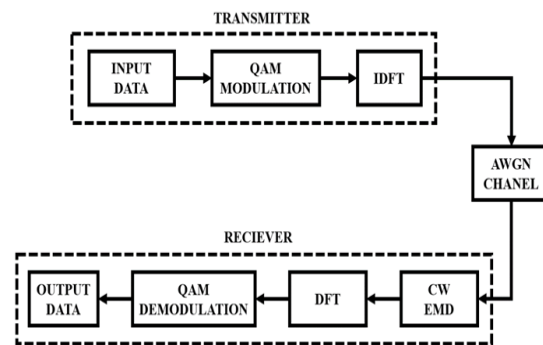 TRANSMITTER
INPUT
DATA
QAM
MODULATION
IDFT
AWGN
CHANEL
RECIEVER
OUTPUT
DATA
QAM
DEMODULATION
DFT
CW
EMD